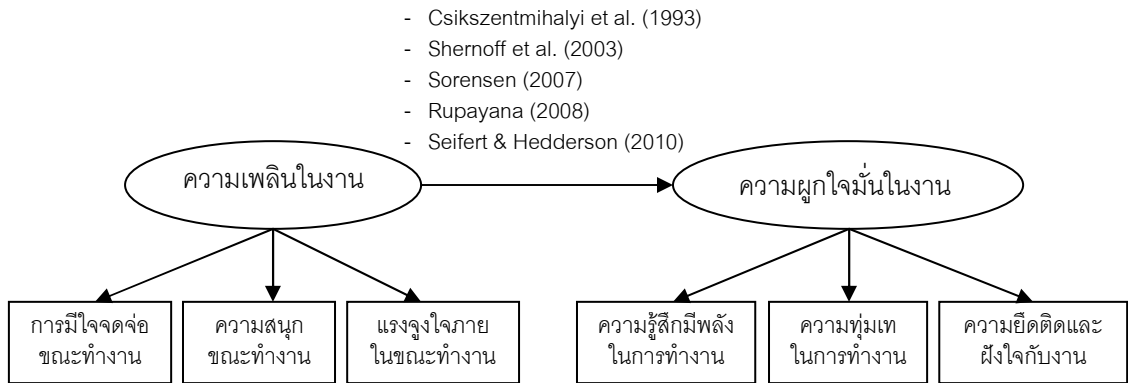 - Csikszentmihalyi et al. (1993)
- Shernoff et al. (2003)
- Sorensen (2007)
- Rupayana (2008)
- Seifert & Hedderson (2010)
ความเพลินในงาน
ความผูกใจมั่นในงาน
การมีใจจดจ่อ
ขณะทำงาน
ความสนุก
ขณะทำงาน
แรงจูงใจภาย
ในขณะทำงาน
ความรู้สึกมีพลัง
ในการทำงาน
ความทุ่มเท
ในการทำงาน
ความยึดติดและ
ฝังใจกับงาน